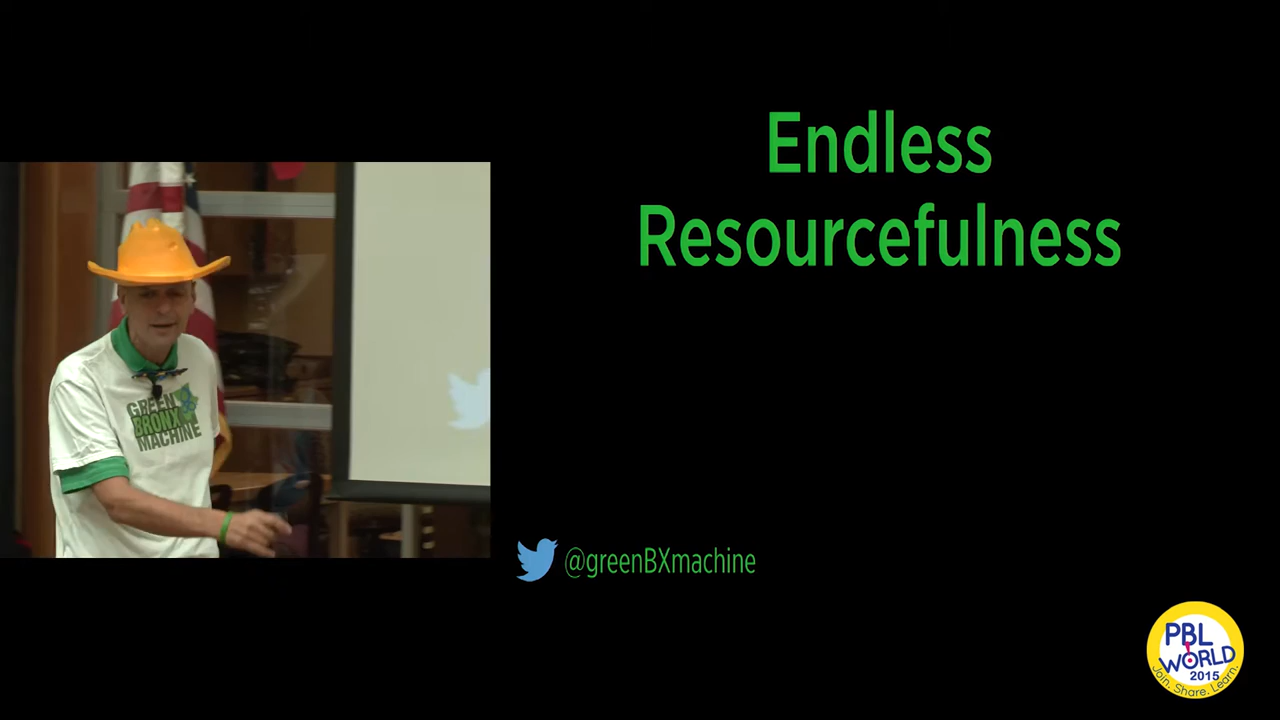 Endless
Resourcefulness
GREEN
BRONX
MACHINE
@greenBXmachine
PBL
WORLD
2015
Join. Share. Learn.